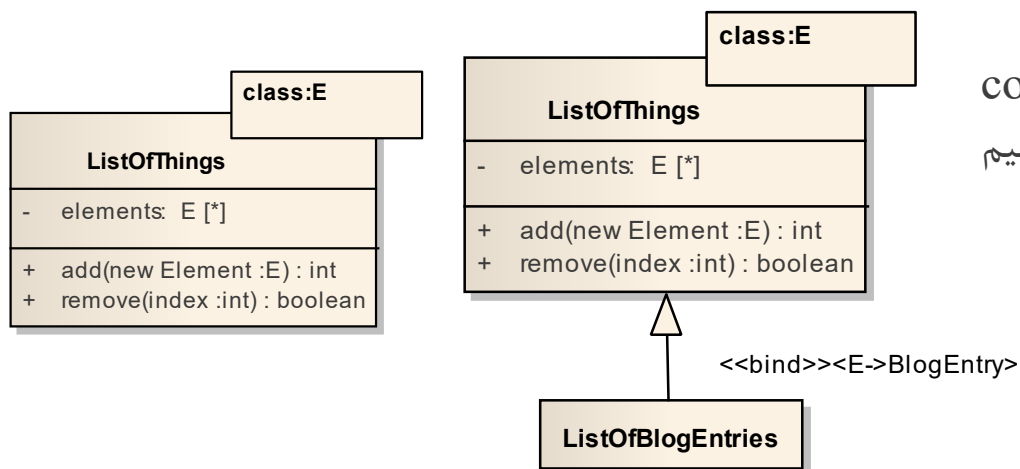 class:E
ListOfThings
- elements: E [*]
+ add(new Element :E) : int
+ remove(index :int) : boolean
class:E
ListOfThings
- elements: E [*]
+ add(new Element :E) : int
+ remove(index :int) : boolean
<<bind>><E->BlogEntry>
ListOfBlogEntries